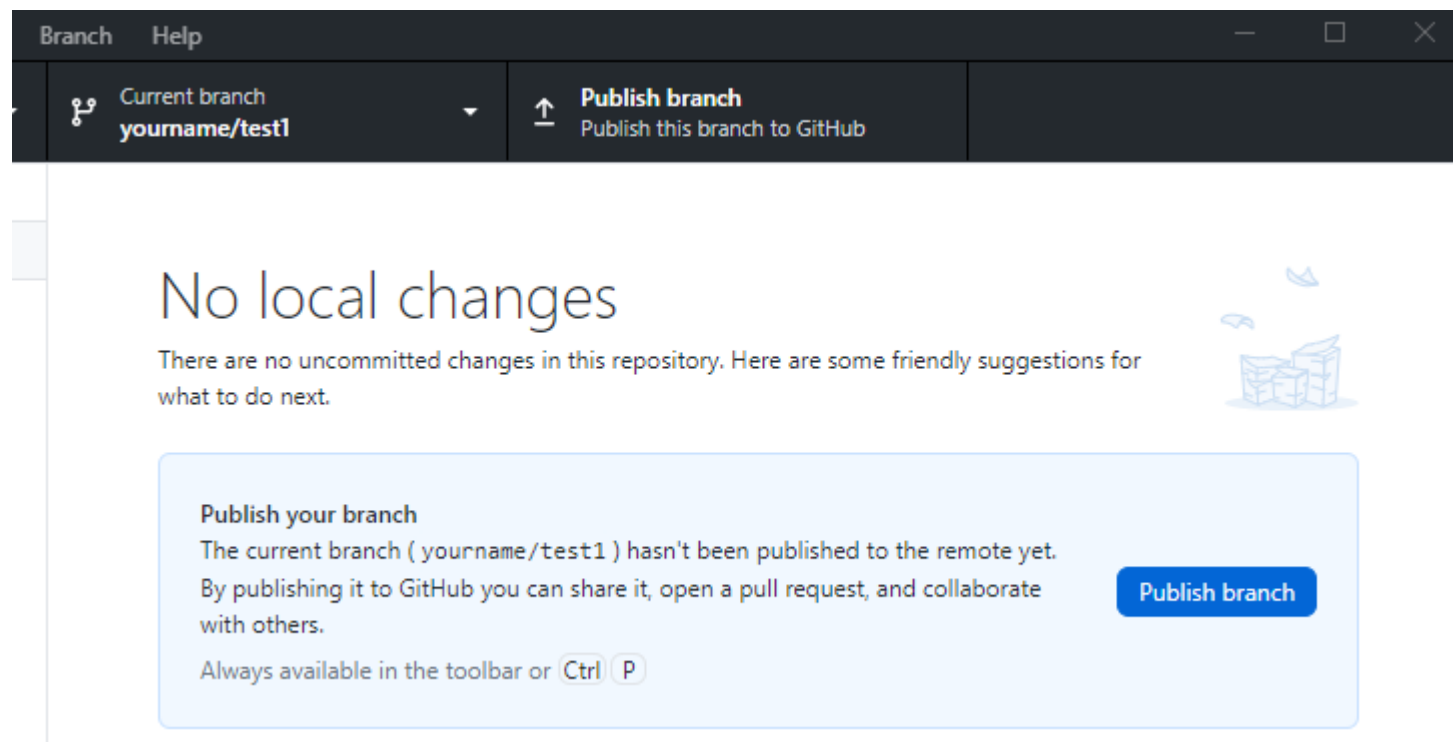 Branch Help
Current branch
yourname/test1
Publish branch
Publish this branch to GitHub
No local changes
There are no uncommitted changes in this repository. Here are some friendly suggestions for
what to do next.
Publish your branch
The current branch ( yourname/test1 ) hasn't been published to the remote yet.
By publishing it to GitHub you can share it, open a pull request, and collaborate
with others.
Always available in the toolbar or Ctrl P
Publish branch